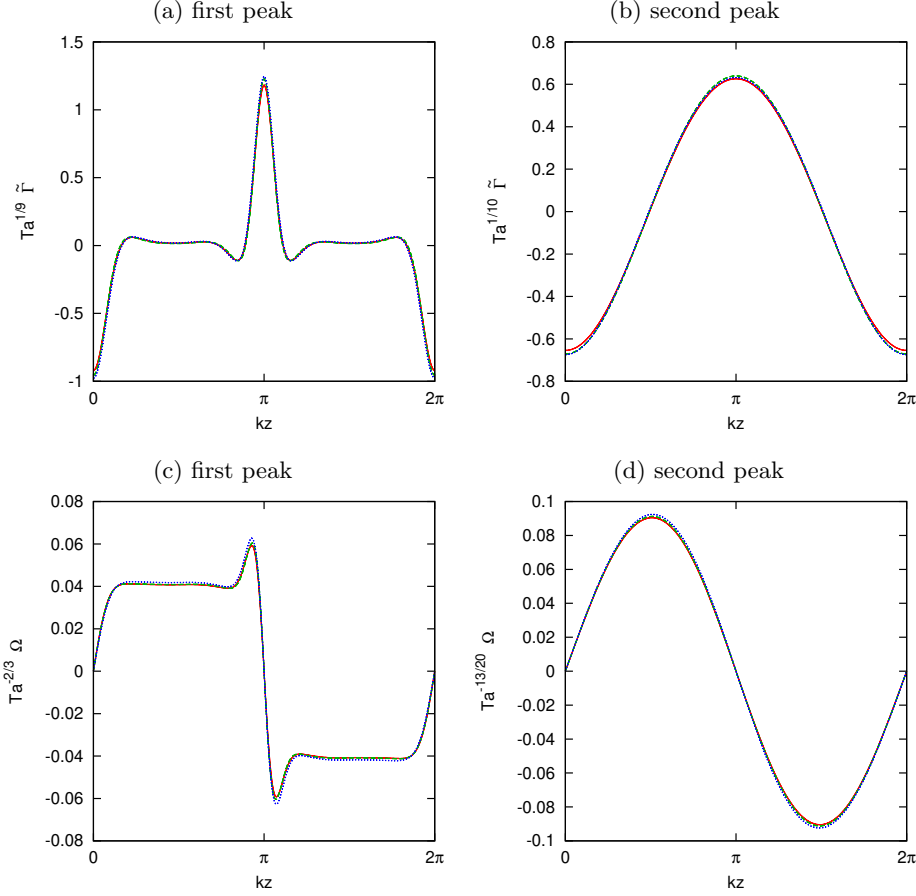 (a) first peak
1.5
1
0.5
0
-0.5
-1
Ta^{1/9} Γ̃
0
π
2π
kz
(b) second peak
0.8
0.6
0.4
0.2
0
-0.2
-0.4
-0.6
-0.8
Ta^{1/10} Γ̃
0
π
2π
kz
(c) first peak
0.08
0.06
0.04
0.02
0
-0.02
-0.04
-0.06
-0.08
Ta^{-2/3} Ω
0
π
2π
kz
(d) second peak
0.1
0.08
0.06
0.04
0.02
0
-0.02
-0.04
-0.06
-0.08
-0.1
Ta^{-13/20} Ω
0
π
2π
kz